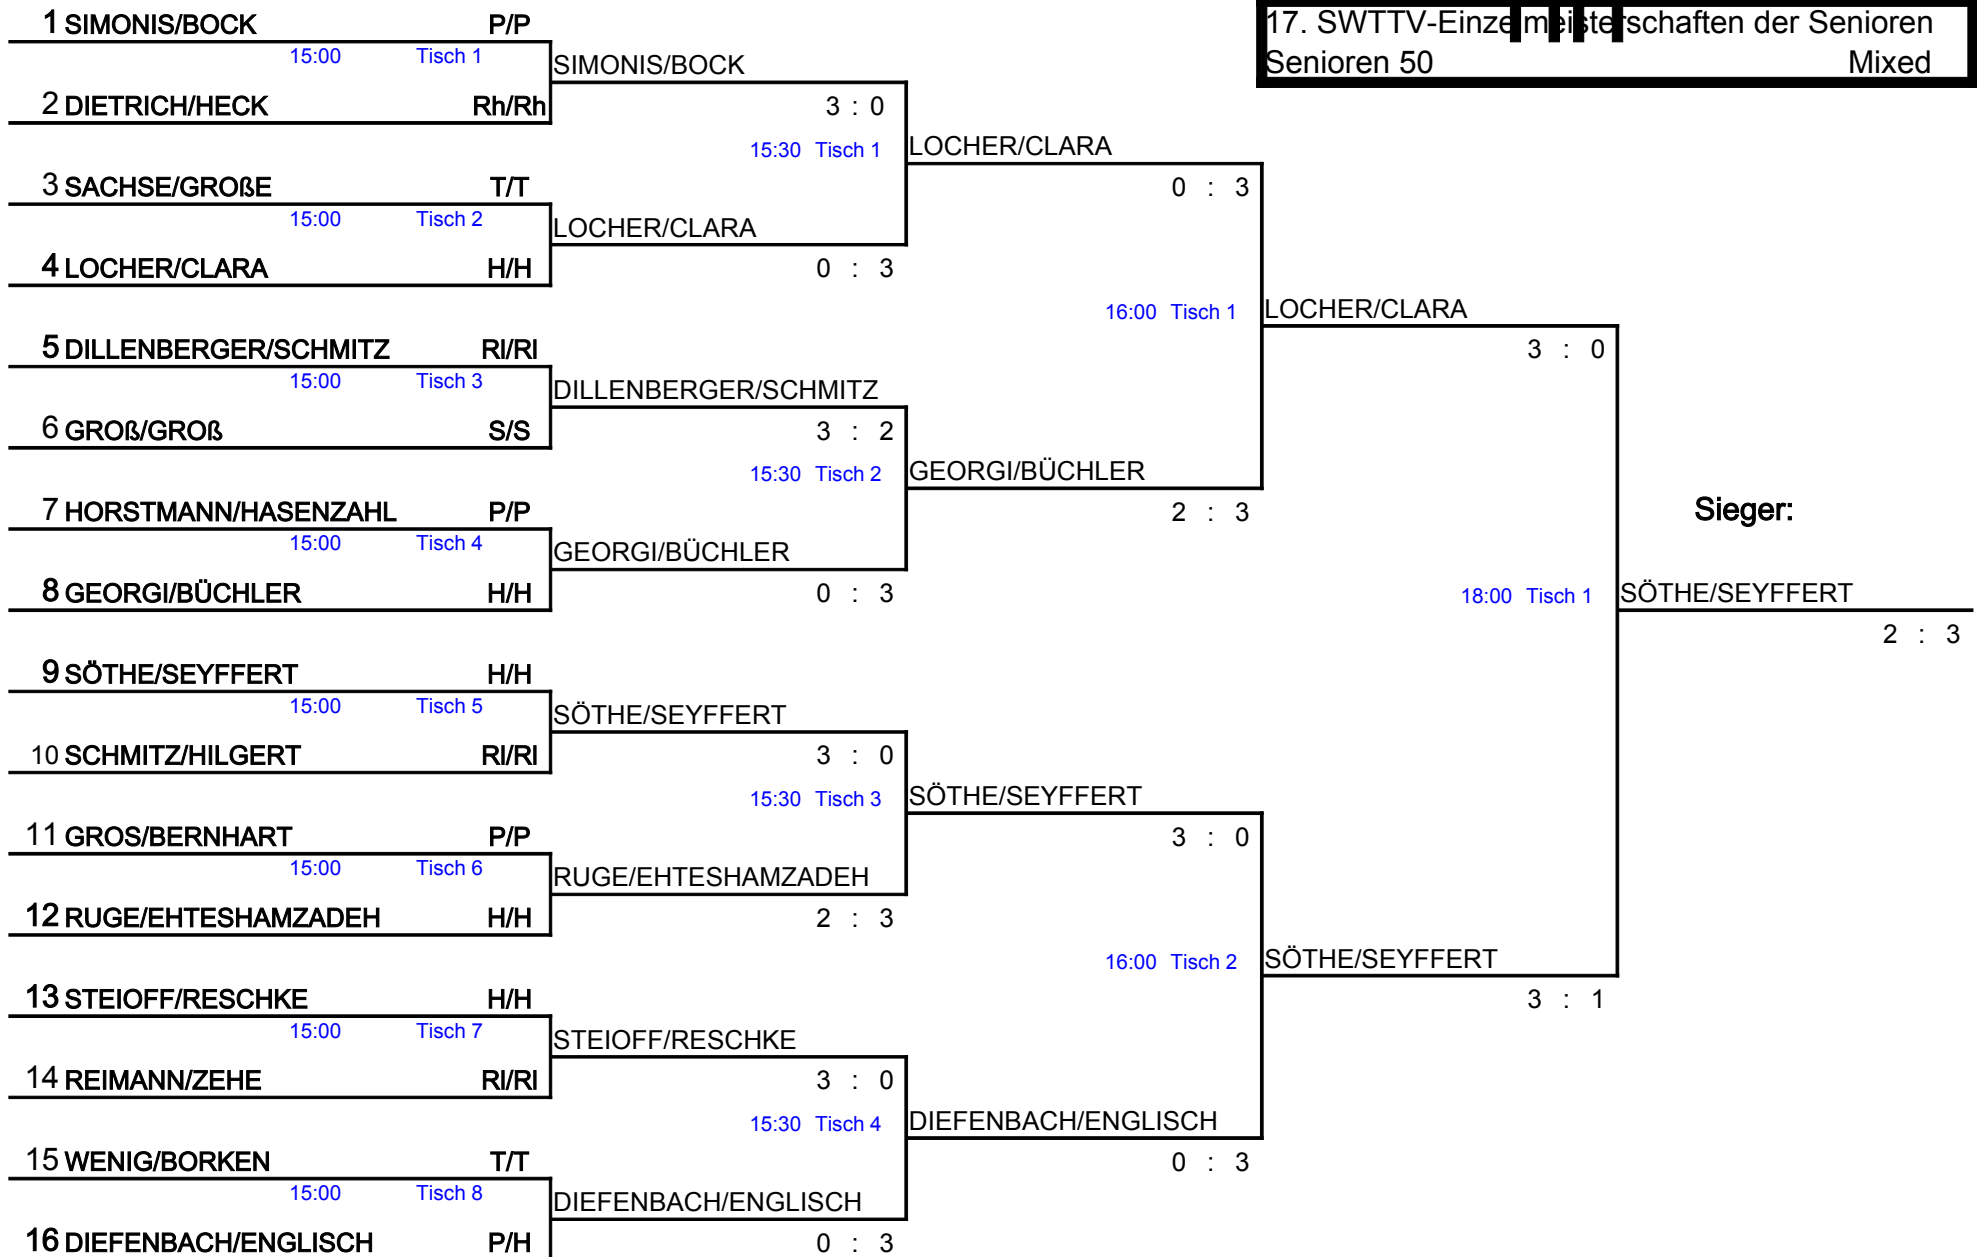 17. SWTTV-Einzelmeisterschaften der Senioren
Senioren 50 Mixed
1 SIMONIS/BOCK P/P
15:00 Tisch 1
SIMONIS/BOCK
2 DIETRICH/HECK Rh/Rh
3 : 0
15:30 Tisch 1
LOCHER/CLARA
3 SACHSE/GROßE T/T
0 : 3
15:00 Tisch 2
LOCHER/CLARA
4 LOCHER/CLARA H/H
0 : 3
16:00 Tisch 1
LOCHER/CLARA
5 DILLENBERGER/SCHMITZ RI/RI
3 : 0
15:00 Tisch 3
DILLENBERGER/SCHMITZ
6 GROß/GROß S/S
3 : 2
15:30 Tisch 2
GEORGI/BÜCHLER
7 HORSTMANN/HASENZAHL P/P
2 : 3
Sieger:
15:00 Tisch 4
GEORGI/BÜCHLER
8 GEORGI/BÜCHLER H/H
0 : 3
18:00 Tisch 1
SÖTHE/SEYFFERT
2 : 3
9 SÖTHE/SEYFFERT H/H
15:00 Tisch 5
SÖTHE/SEYFFERT
10 SCHMITZ/HILGERT RI/RI
3 : 0
15:30 Tisch 3
SÖTHE/SEYFFERT
11 GROS/BERNHART P/P
3 : 0
15:00 Tisch 6
RUGE/EHTESHAMZADEH
12 RUGE/EHTESHAMZADEH H/H
2 : 3
16:00 Tisch 2
SÖTHE/SEYFFERT
13 STEIOFF/RESCHKE H/H
3 : 1
15:00 Tisch 7
STEIOFF/RESCHKE
14 REIMANN/ZEHE RI/RI
3 : 0
15:30 Tisch 4
DIEFENBACH/ENGLISCH
15 WENIG/BORKEN T/T
0 : 3
15:00 Tisch 8
DIEFENBACH/ENGLISCH
16 DIEFENBACH/ENGLISCH P/H
0 : 3